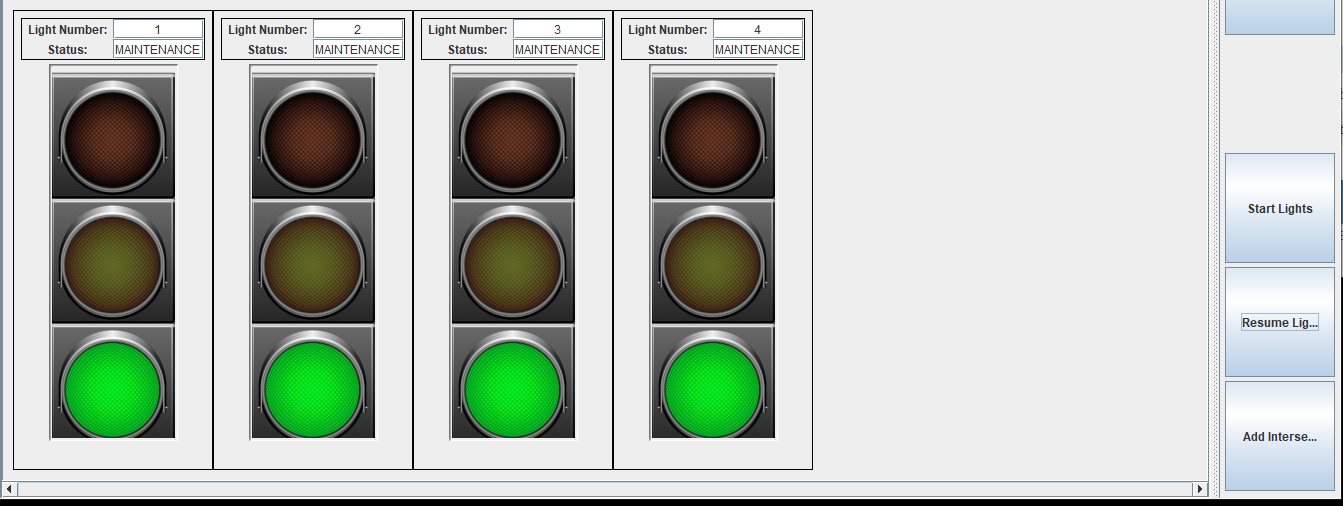 Light Number: 1
Status: MAINTENANCE
Light Number: 2
Status: MAINTENANCE
Light Number: 3
Status: MAINTENANCE
Light Number: 4
Status: MAINTENANCE
Start Lights
Resume Lig...
Add Interse...